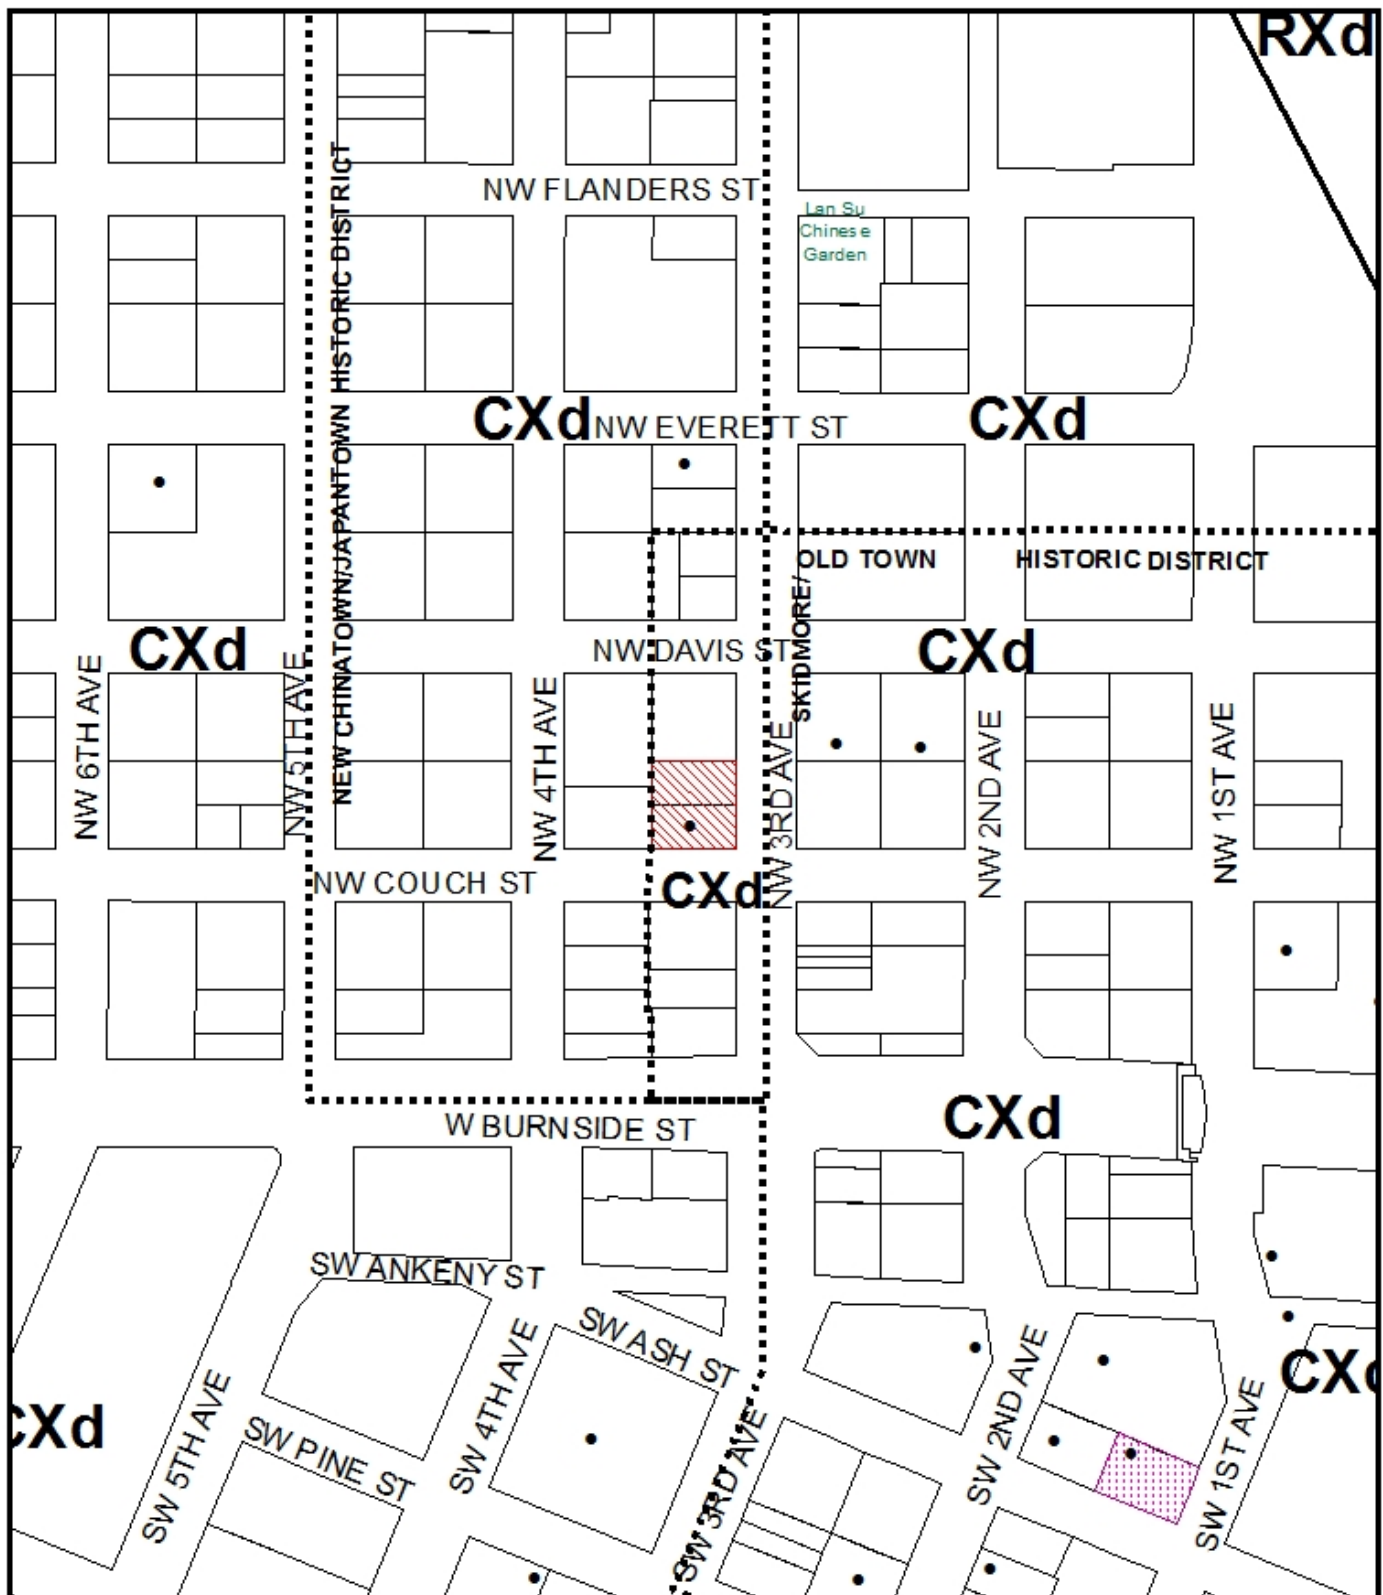 RXd
NW FLANDERS ST
Lan Su
Chinese
Garden
NEW CHINATOWN/JAPANTOWN HISTORIC DISTRICT
CXd
NW EVERETT ST
CXd
OLD TOWN
HISTORIC DISTRICT
SKIDMORE/
CXd
NW DAVIS ST
CXd
NW 6TH AVE
NW 5TH AVE
NW 4TH AVE
NW 3RD AVE
NW 2ND AVE
NW 1ST AVE
NW COUCH ST
CXd
W BURNSIDE ST
CXd
SW ANKENY ST
SW ASH ST
CXd
CXd
SW PINE ST
SW 5TH AVE
SW 4TH AVE
SW 3RD AVE
SW 2ND AVE
SW 1ST AVE